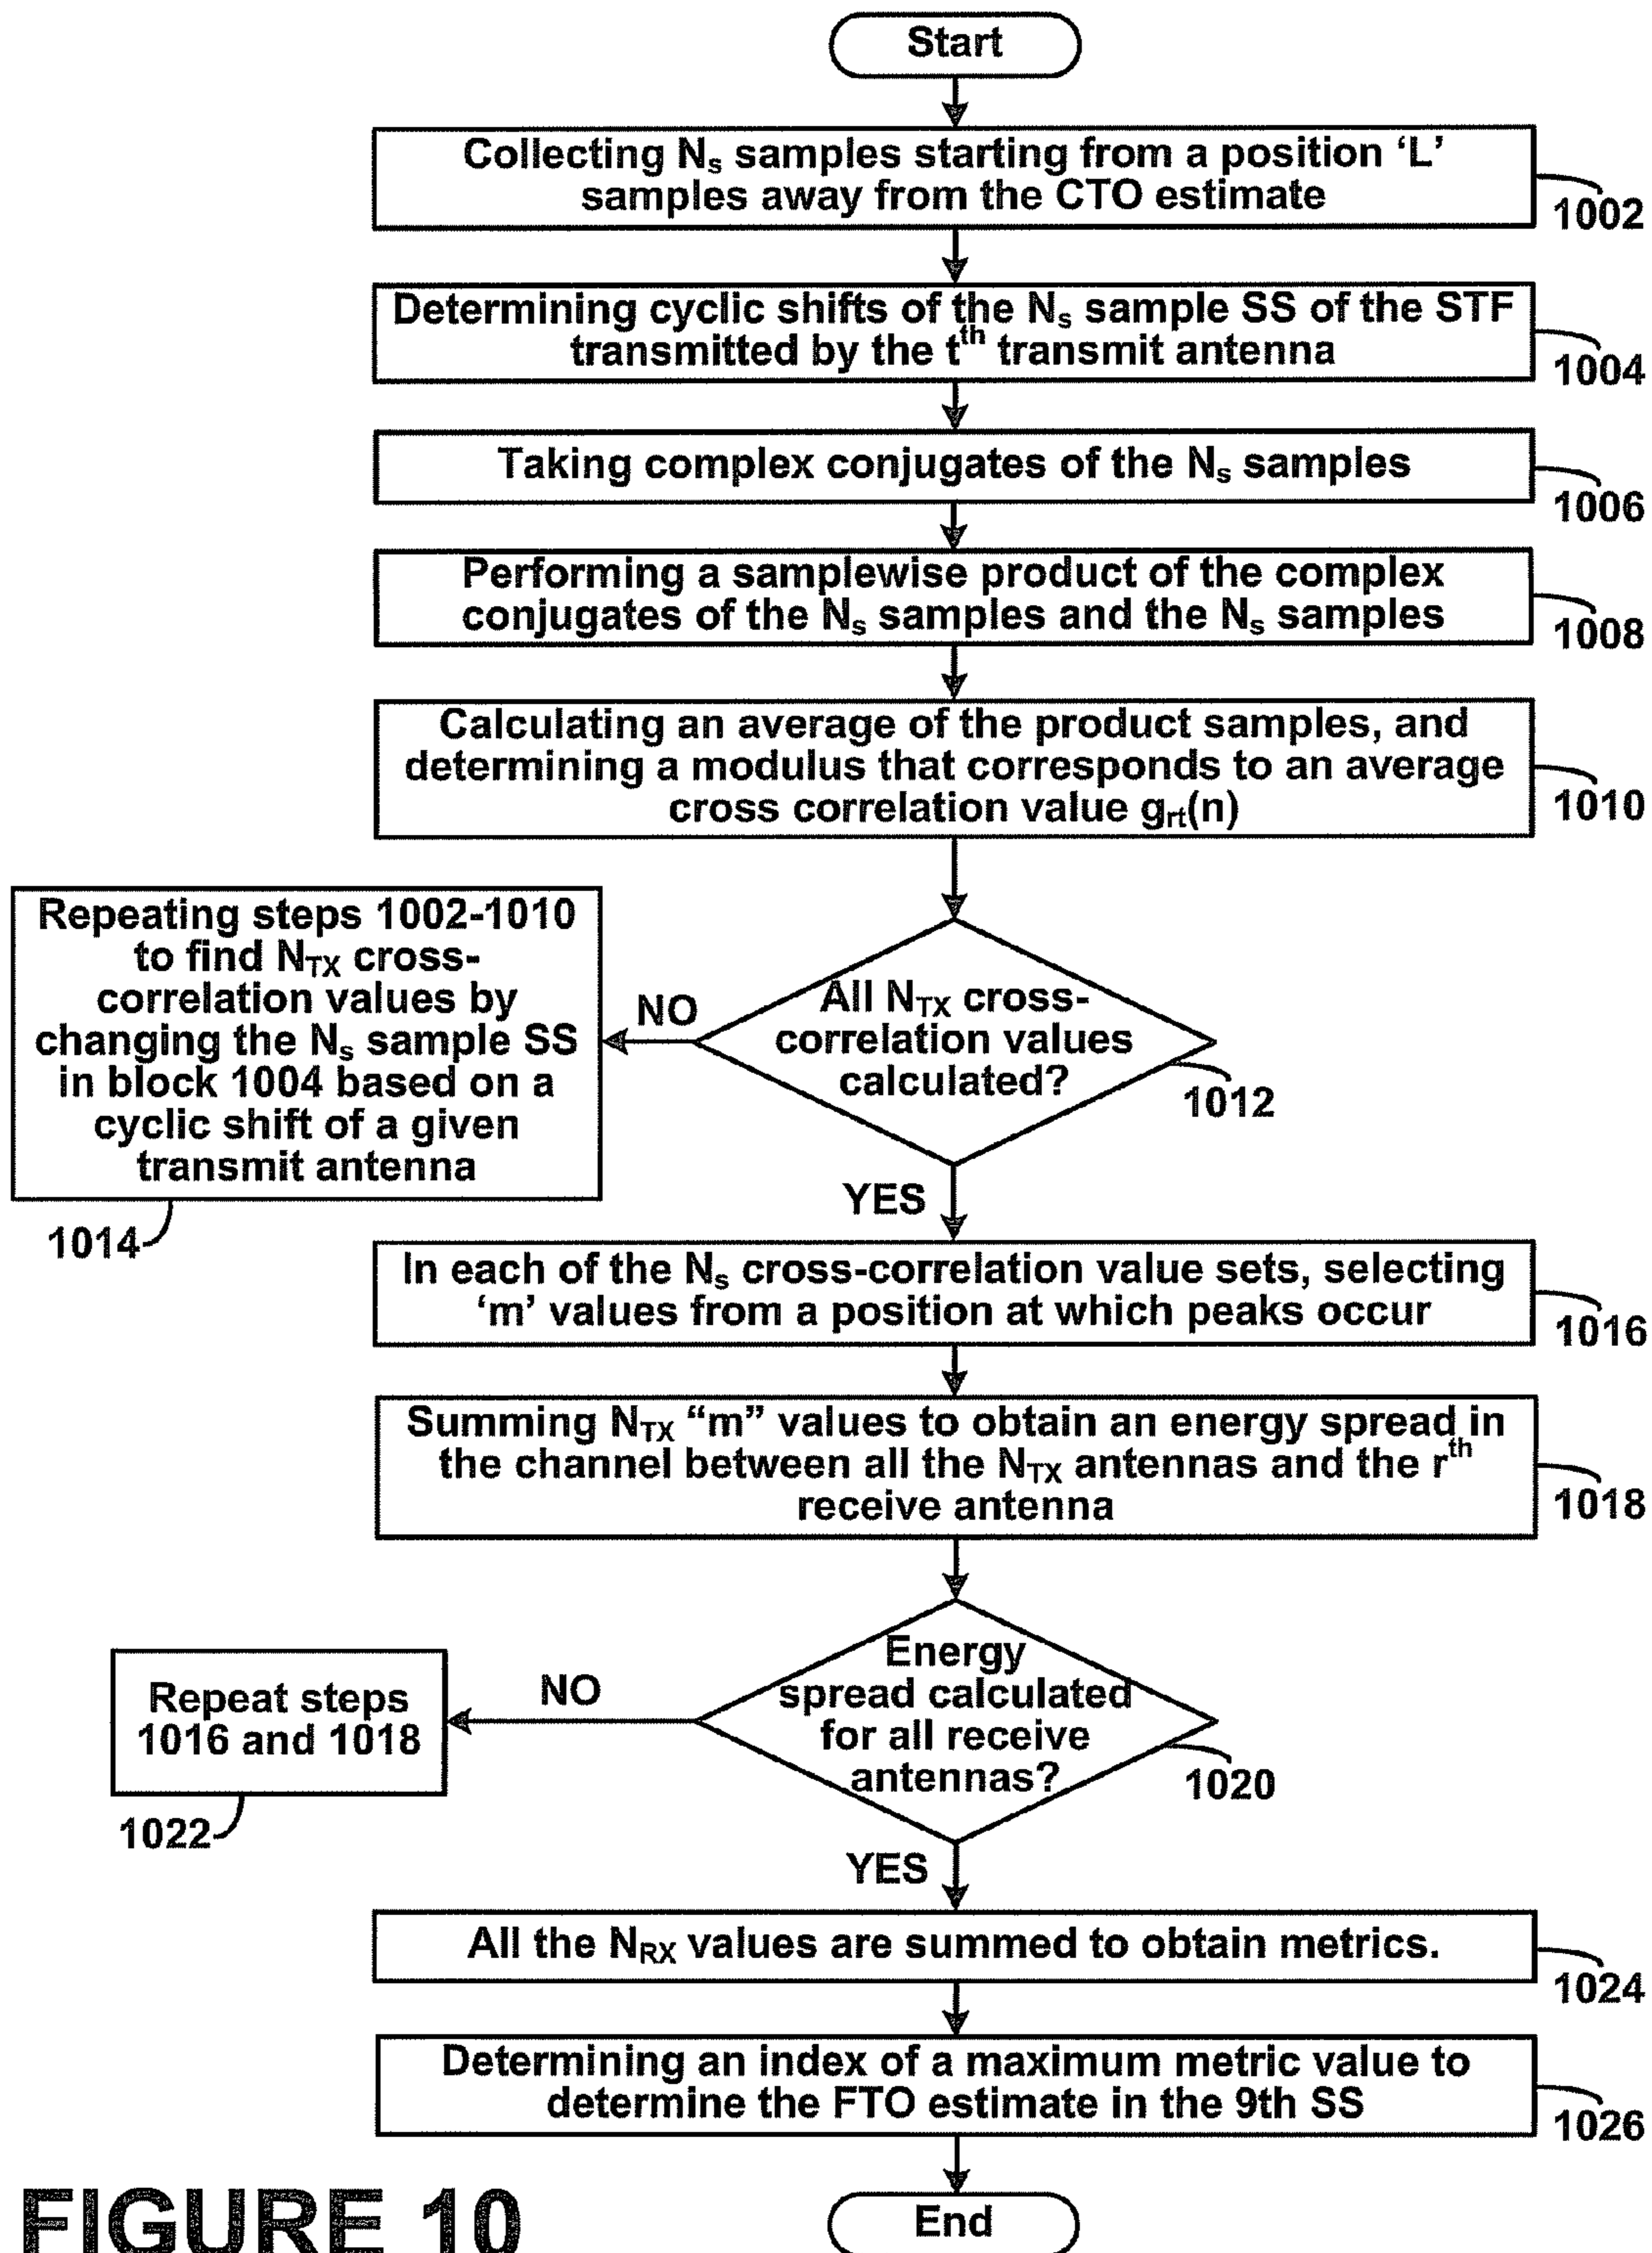 Start
Collecting Ns samples starting from a position ‘L’
samples away from the CTO estimate
1002
Determining cyclic shifts of the Ns sample SS of the STF
transmitted by the tth transmit antenna
1004
Taking complex conjugates of the Ns samples
1006
Performing a samplewise product of the complex
conjugates of the Ns samples and the Ns samples
1008
Calculating an average of the product samples, and
determining a modulus that corresponds to an average
cross correlation value grt(n)
1010
Repeating steps 1002-1010
to find NTX cross-
correlation values by
changing the Ns sample SS
in block 1004 based on a
cyclic shift of a given
transmit antenna
1014
NO
All NTX cross-
correlation values
calculated?
1012
YES
In each of the Ns cross-correlation value sets, selecting
‘m’ values from a position at which peaks occur
1016
Summing NTX “m” values to obtain an energy spread in
the channel between all the NTX antennas and the rth
receive antenna
1018
Repeat steps
1016 and 1018
1022
NO
Energy
spread calculated
for all receive
antennas?
1020
YES
All the NRX values are summed to obtain metrics.
1024
Determining an index of a maximum metric value to
determine the FTO estimate in the 9th SS
1026
End
FIGURE 10